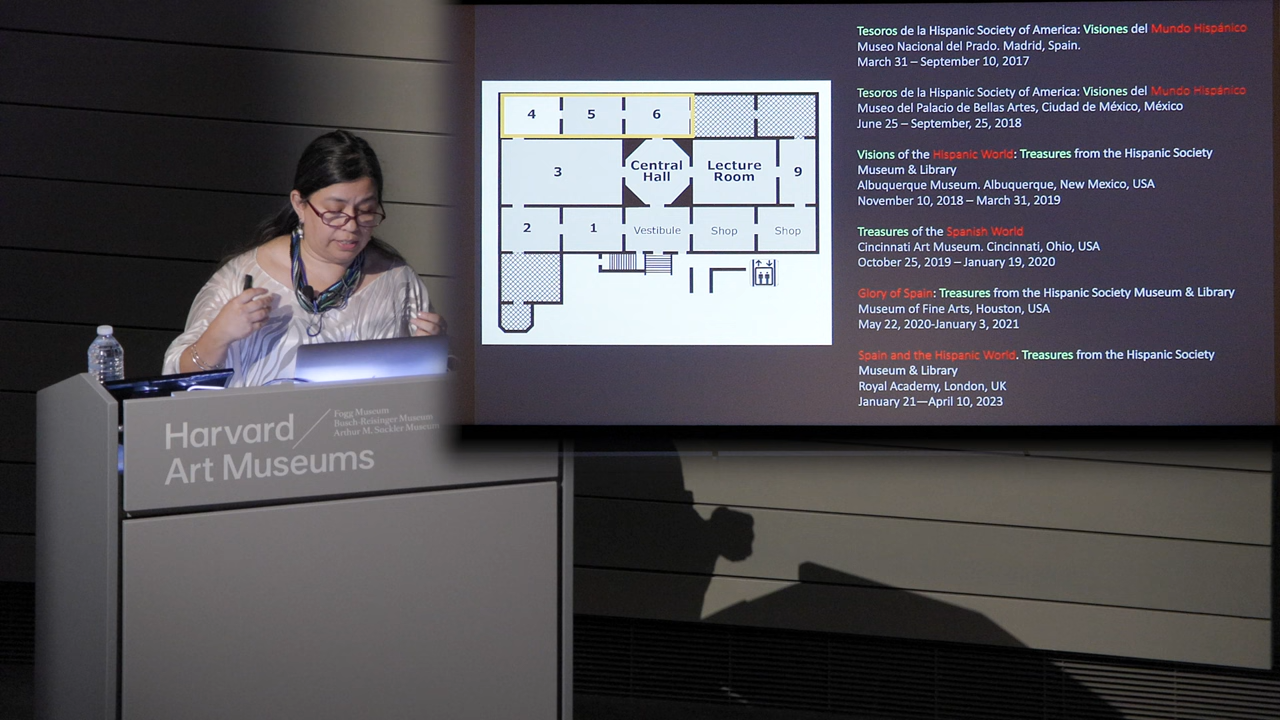 Tesoros de la Hispanic Society of America: Visiones del Mundo Hispánico
Museo Nacional del Prado. Madrid, Spain.
March 31 – September 10, 2017
Tesoros de la Hispanic Society of America: Visiones del Mundo Hispánico
Museo del Palacio de Bellas Artes, Ciudad de México, México
June 25 – September, 25, 2018
Visions of the Hispanic World: Treasures from the Hispanic Society
Museum & Library
Albuquerque Museum. Albuquerque, New Mexico, USA
November 10, 2018 – March 31, 2019
Treasures of the Spanish World
Cincinnati Art Museum. Cincinnati, Ohio, USA
October 25, 2019 – January 19, 2020
Glory of Spain: Treasures from the Hispanic Society Museum & Library
Museum of Fine Arts, Houston, USA
May 22, 2020-January 3, 2021
Spain and the Hispanic World. Treasures from the Hispanic Society
Museum & Library
Royal Academy, London, UK
January 21—April 10, 2023
4 5 6
3
Central
Hall
Lecture
Room
9
2 1 Vestibule Shop Shop
Harvard
Art Museums
Fogg Museum
Busch-Reisinger Museum
Arthur M. Sackler Museum